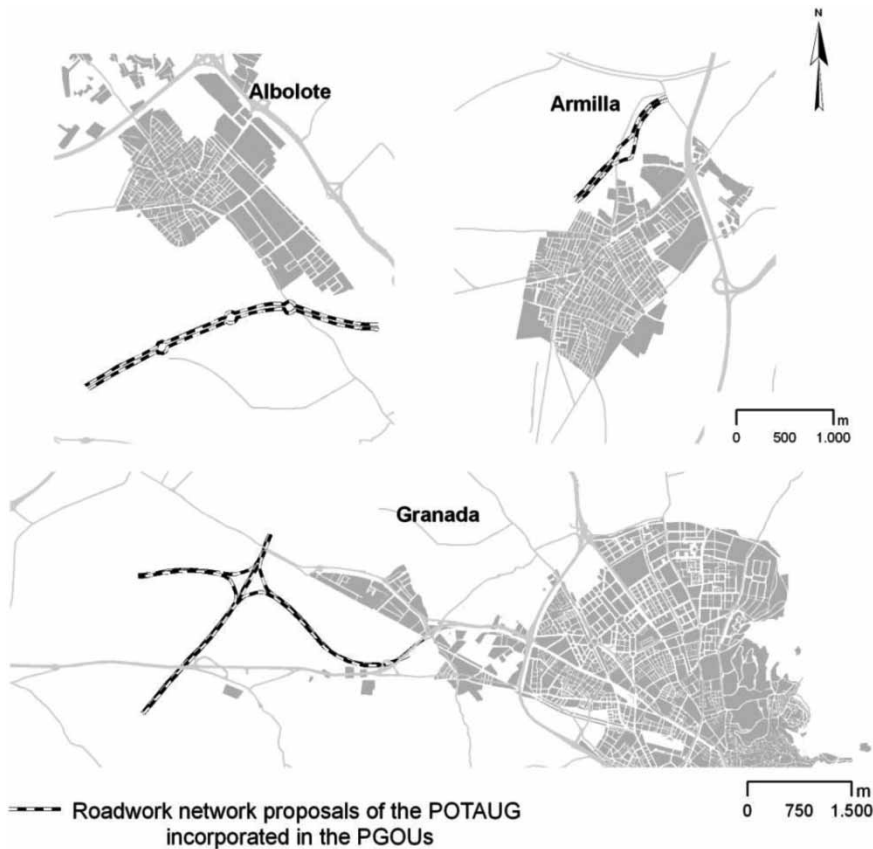 N
Albolote
Armilla
m
0 500 1.000
Granada
m
0 750 1.500
Roadwork network proposals of the POTAUG
incorporated in the PGOUs